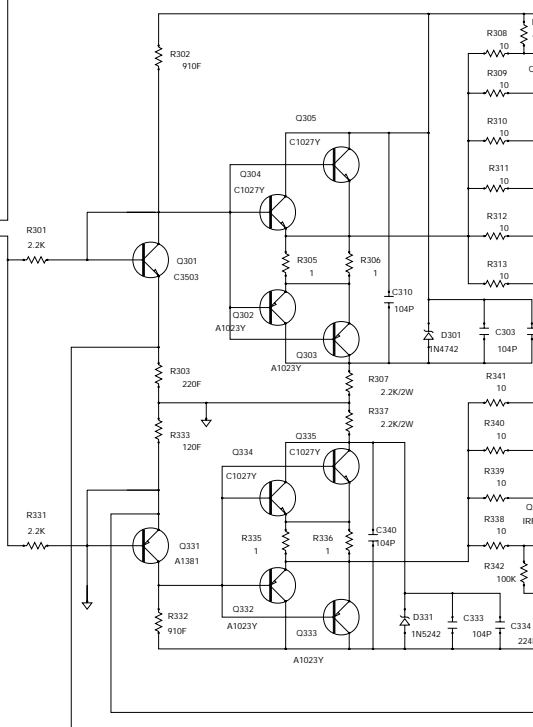 R308
10
R302
910F
R309
10
C
Q305
C1027Y
R310
10
Q304
C1027Y
R311
10
R312
10
R301
2.2K
Q301
C3503
R305
1
R306
1
R313
10
C310
104P
Q302
A1023Y
D301
1N4742
C303
104P
Q303
A1023Y
R303
220F
R307
2.2K/2W
R341
10
R337
2.2K/2W
R340
10
R333
120F
Q334
C1027Y
Q335
C1027Y
R339
10
R331
2.2K
Q331
A1381
R335
1
R336
1
C340
104P
R338
10
Q
IRF
R342
100K
R332
910F
Q332
A1023Y
Q333
A1023Y
D331
1N5242
C333
104P
C334
224